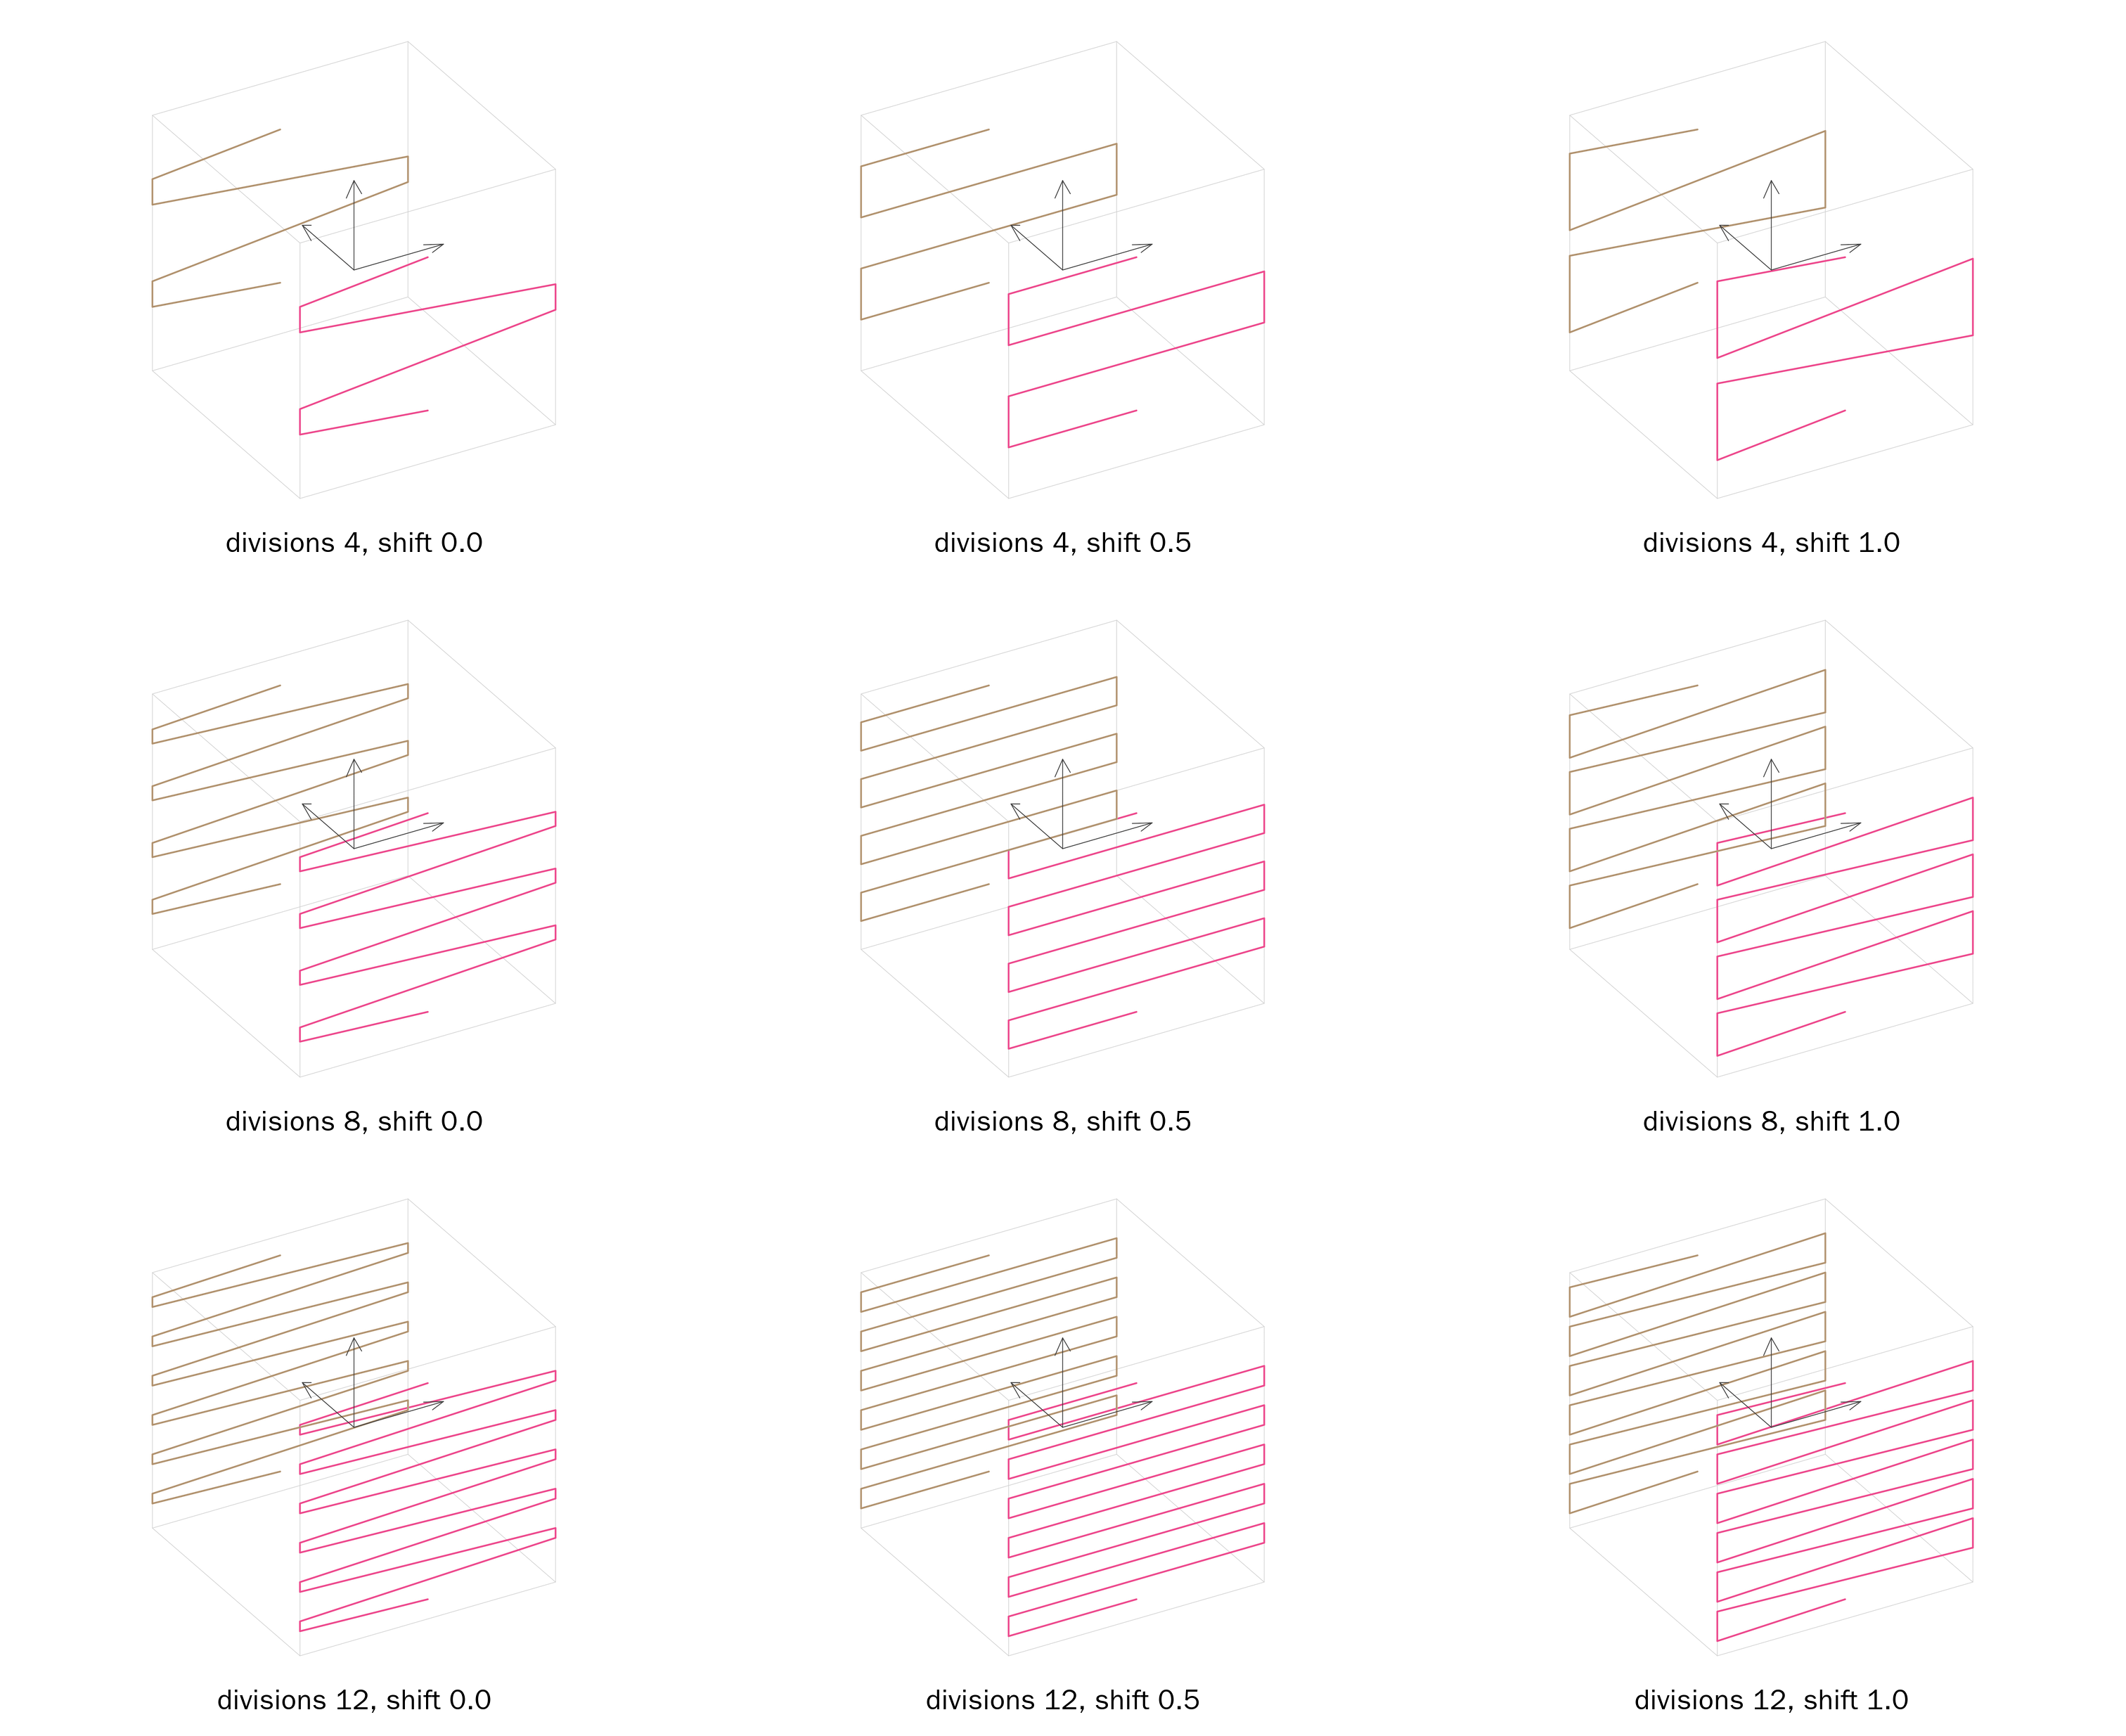 divisions 4, shift 0.0
divisions 4, shift 0.5
divisions 4, shift 1.0
divisions 8, shift 0.0
divisions 8, shift 0.5
divisions 8, shift 1.0
divisions 12, shift 0.0
divisions 12, shift 0.5
divisions 12, shift 1.0